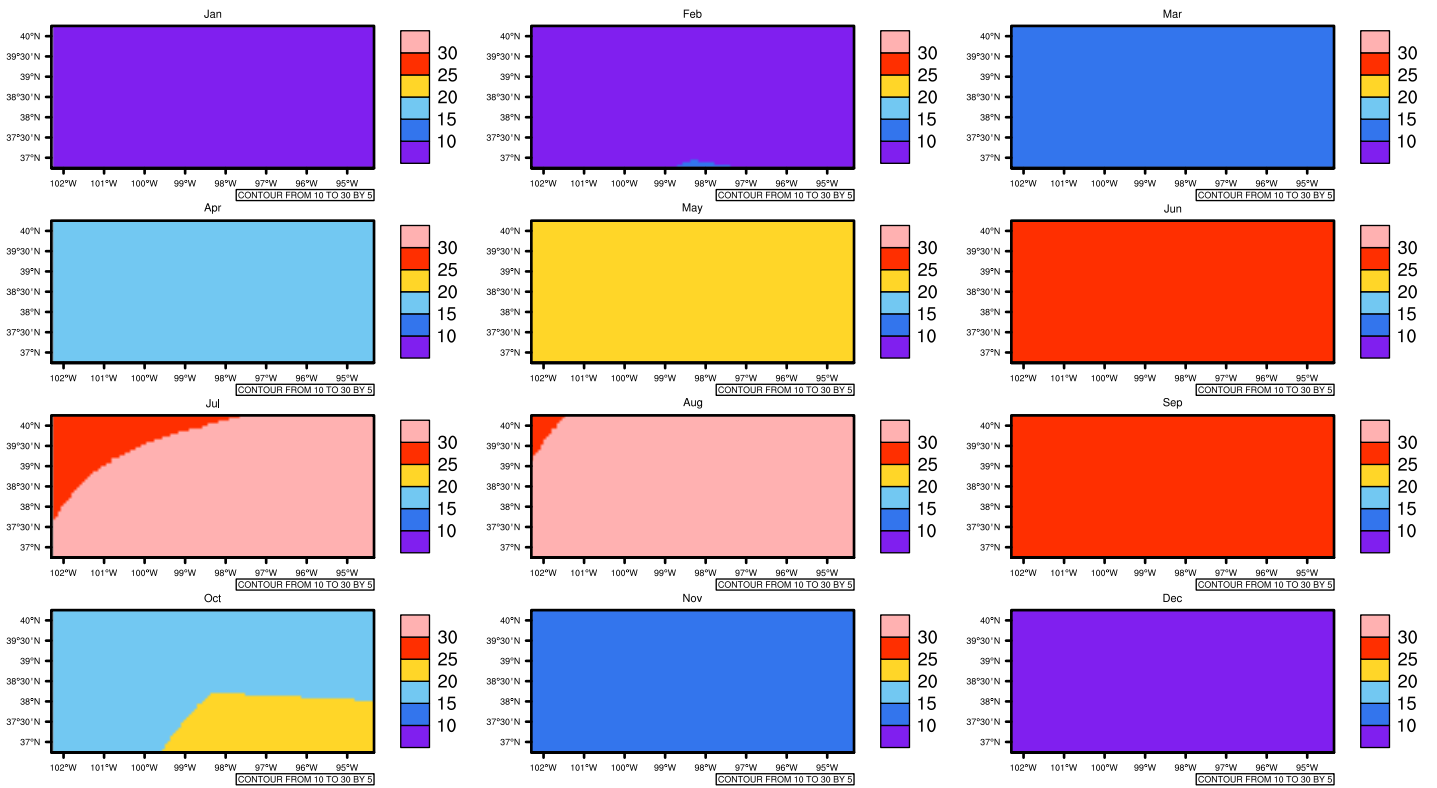 Jan Feb Mar
40°N 30 40°N 30 40°N 30
39°30'N 25 39°30'N 25 39°30'N 25
39°N 20 39°N 20 39°N 20
38°30'N 15 38°30'N 15 38°30'N 15
38°N 10 38°N 10 38°N 10
37°30'N 37°30'N 37°30'N
37°N 37°N 37°N
102°W 101°W 100°W 99°W 97°W 96°W 95°W 102°W 101°W 100°W 99°W 97°W 96°W 95°W 102°W 101°W 100°W 99°W 97°W 96°W 95°W
CONTOUR FROM 10 TO 30 BY 5 CONTOUR FROM 10 TO 30 BY 5 CONTOUR FROM 10 TO 30 BY 5
Apr May Jun
40°N 30 40°N 30 40°N 30
39°30'N 25 39°30'N 25 39°30'N 25
39°N 20 39°N 20 39°N 20
38°30'N 15 38°30'N 15 38°30'N 15
38°N 10 38°N 10 38°N 10
37°30'N 37°30'N 37°30'N
37°N 37°N 37°N
102°W 101°W 100°W 99°W 97°W 96°W 95°W 102°W 101°W 100°W 99°W 97°W 96°W 95°W 102°W 101°W 100°W 99°W 97°W 96°W 95°W
CONTOUR FROM 10 TO 30 BY 5 CONTOUR FROM 10 TO 30 BY 5 CONTOUR FROM 10 TO 30 BY 5
Jul Aug Sep
40°N 30 40°N 30 40°N 30
39°30'N 25 39°30'N 25 39°30'N 25
39°N 20 39°N 20 39°N 20
38°30'N 15 38°30'N 15 38°30'N 15
38°N 10 38°N 10 38°N 10
37°30'N 37°30'N 37°30'N
37°N 37°N 37°N
102°W 101°W 100°W 99°W 97°W 96°W 95°W 102°W 101°W 100°W 99°W 97°W 96°W 95°W 102°W 101°W 100°W 99°W 97°W 96°W 95°W
CONTOUR FROM 10 TO 30 BY 5 CONTOUR FROM 10 TO 30 BY 5 CONTOUR FROM 10 TO 30 BY 5
Oct Nov Dec
40°N 30 40°N 30 40°N 30
39°30'N 25 39°30'N 25 39°30'N 25
39°N 20 39°N 20 39°N 20
38°30'N 15 38°30'N 15 38°30'N 15
38°N 10 38°N 10 38°N 10
37°30'N 37°30'N 37°30'N
37°N 37°N 37°N
102°W 101°W 100°W 99°W 97°W 96°W 95°W 102°W 101°W 100°W 99°W 97°W 96°W 95°W 102°W 101°W 100°W 99°W 97°W 96°W 95°W
CONTOUR FROM 10 TO 30 BY 5 CONTOUR FROM 10 TO 30 BY 5 CONTOUR FROM 10 TO 30 BY 5